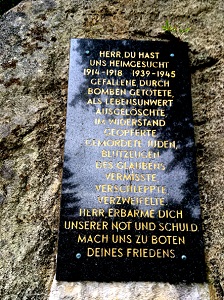 HERR, DU HAST
UNS HEIMGESUCHT
1914-1918 1939-1945
GEFALLENE DURCH
BOMBEN GETÖTETE,
ALS LEBENSUNWERT
AUSGELÖSCHTE
IM WIDERSTAND
GEOPFERTE
ERMORDETE JUDEN,
BLUTZEUGEN
DES GLAUBENS
VERMISSTE
VERSCHLEPPTE
VERZWEIFELTE.
HERR, ERBARME DICH
UNSERER NOT UND SCHULD
MACH UNS ZU BOTEN
DEINES FRIEDENS